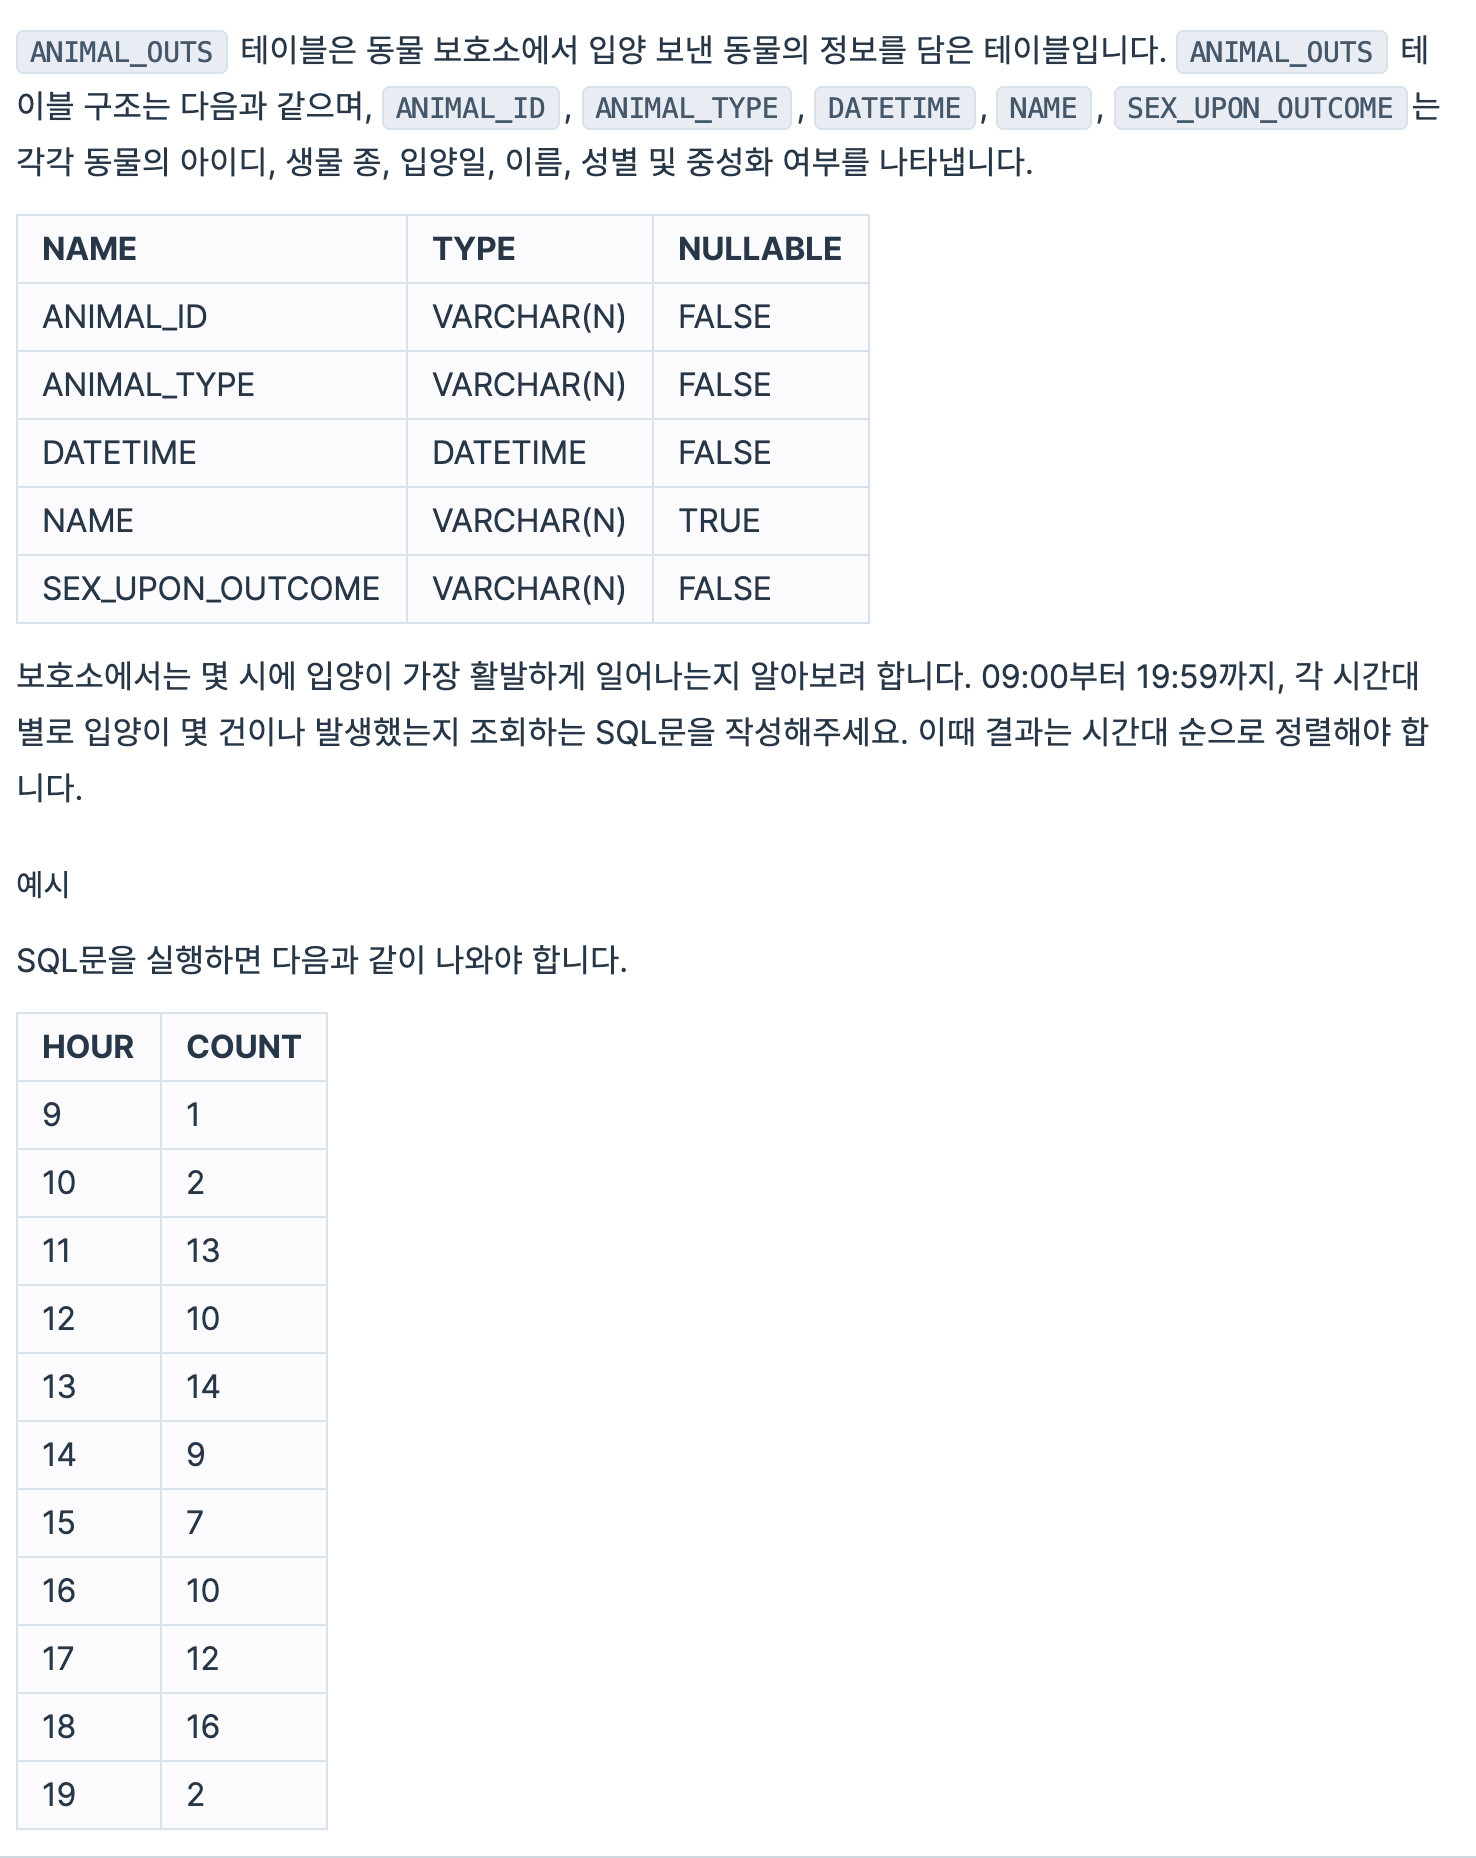 ANIMAL_OUTS 테이블은 동물 보호소에서 입양 보낸 동물의 정보를 담은 테이블입니다. ANIMAL_OUTS 테
이블 구조는 다음과 같으며, ANIMAL_ID, ANIMAL_TYPE, DATETIME, NAME, SEX_UPON_OUTCOME는
각각 동물의 아이디, 생물 종, 입양일, 이름, 성별 및 중성화 여부를 나타냅니다.
NAME TYPE NULLABLE
ANIMAL_ID VARCHAR(N) FALSE
ANIMAL_TYPE VARCHAR(N) FALSE
DATETIME DATETIME FALSE
NAME VARCHAR(N) TRUE
SEX_UPON_OUTCOME VARCHAR(N) FALSE
보호소에서는 몇 시에 입양이 가장 활발하게 일어나는지 알아보려 합니다. 09:00부터 19:59까지, 각 시간대
별로 입양이 몇 건이나 발생했는지 조회하는 SQL문을 작성해주세요. 이때 결과는 시간대 순으로 정렬해야 합
니다.
예시
SQL문을 실행하면 다음과 같이 나와야 합니다.
HOUR COUNT
9 1
10 2
11 13
12 10
13 14
14 9
15 7
16 10
17 12
18 16
19 2